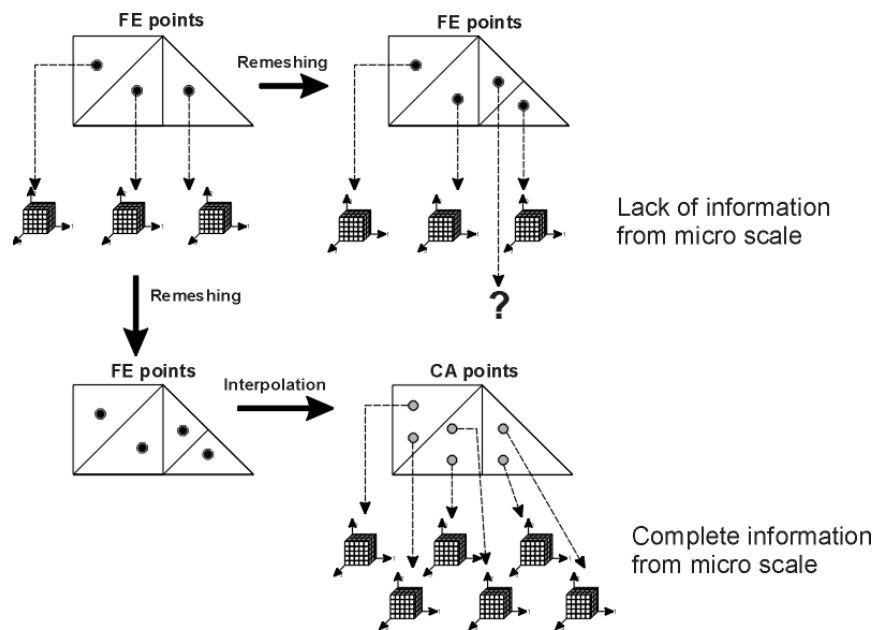 FE points
FE points
Remeshing
Lack of information
from micro scale
?
Remeshing
FE points
Interpolation
CA points
Complete information
from micro scale